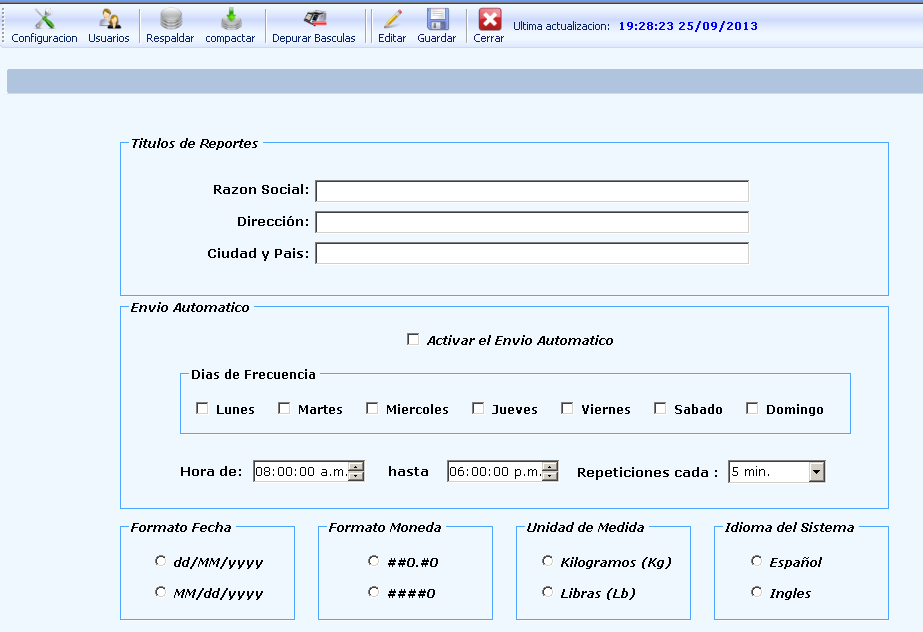 Configuracion Usuarios Respaldar compactar Depurar Basculas Editar Guardar Cerrar Ultima actualizacion: 19:28:23 25/09/2013
Titulos de Reportes
Razon Social:
Dirección:
Ciudad y Pais:
Envio Automatico
Activar el Envio Automatico
Dias de Frecuencia
Lunes Martes Miercoles Jueves Viernes Sabado Domingo
Hora de: 08:00:00 a.m. hasta 06:00:00 p.m. Repeticiones cada : 5 min.
Formato Fecha Formato Moneda Unidad de Medida Idioma del Sistema
dd/MM/yyyy ##0.#0 Kilogramos (Kg) Español
MM/dd/yyyy ####0 Libras (Lb) Ingles